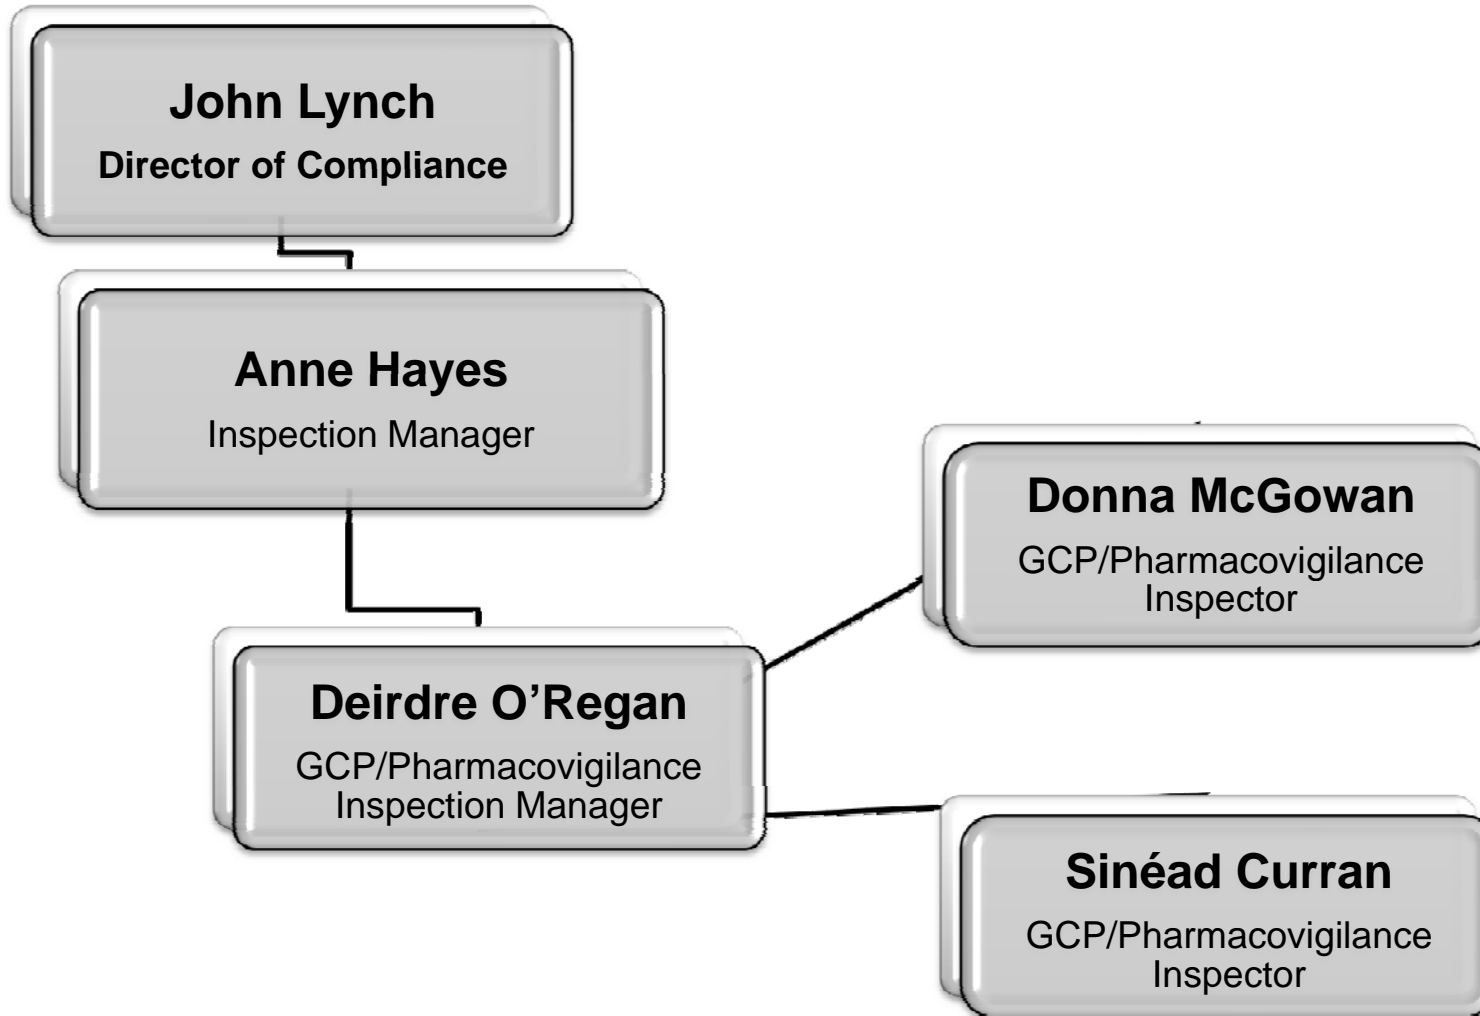 John Lynch
Director of Compliance
Anne Hayes
Inspection Manager
Donna McGowan
GCP/Pharmacovigilance
Inspector
Deirdre O’Regan
GCP/Pharmacovigilance
Inspection Manager
Sinéad Curran
GCP/Pharmacovigilance
Inspector